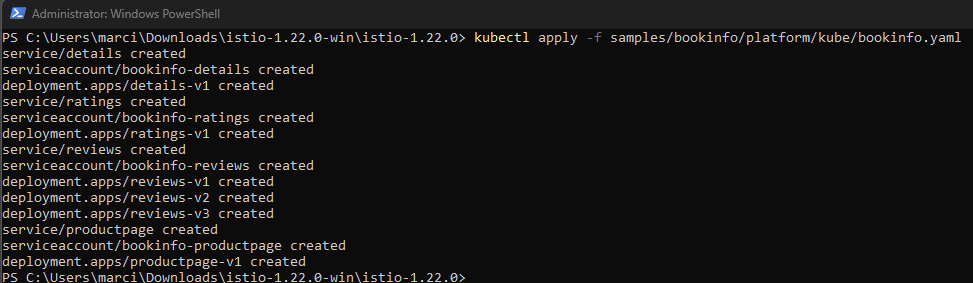 Administrator: Windows PowerShell
PS C:\Users\marci\Downloads\istio-1.22.0-win\istio-1.22.0> kubectl apply -f samples/bookinfo/platform/kube/bookinfo.yaml
service/details created
serviceaccount/bookinfo-details created
deployment.apps/details-v1 created
service/ratings created
serviceaccount/bookinfo-ratings created
deployment.apps/ratings-v1 created
service/reviews created
serviceaccount/bookinfo-reviews created
deployment.apps/reviews-v1 created
deployment.apps/reviews-v2 created
deployment.apps/reviews-v3 created
service/productpage created
serviceaccount/bookinfo-productpage created
deployment.apps/productpage-v1 created
PS C:\Users\marci\Downloads\istio-1.22.0-win\istio-1.22.0>